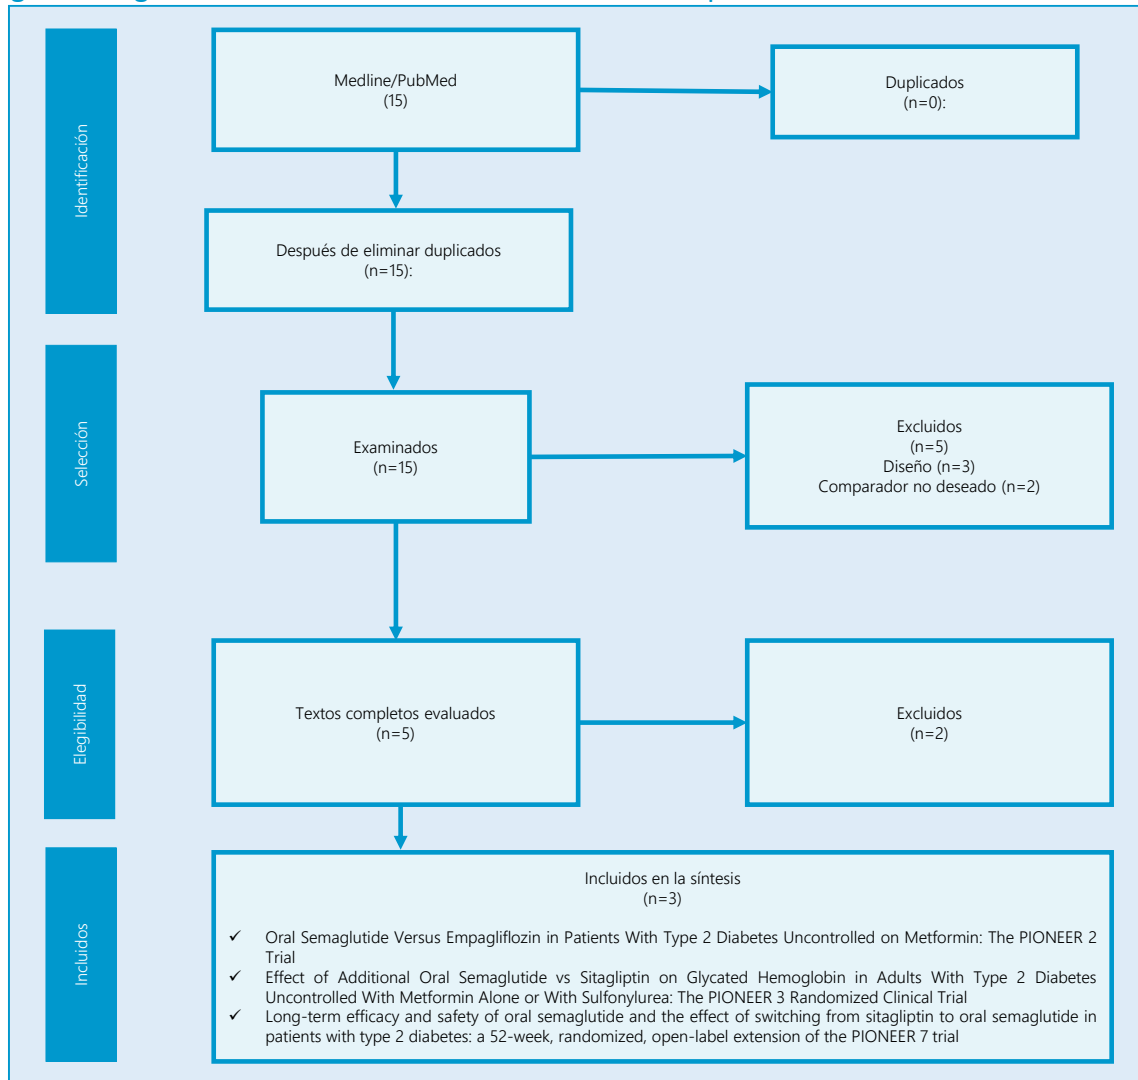 Identificación
Medline/PubMed
(15)
Duplicados
(n=0):
Después de eliminar duplicados
(n=15):
Selección
Examinados
(n=15)
Excluidos
(n=5)
Diseño (n=3)
Comparador no deseado (n=2)
Elegibilidad
Textos completos evaluados
(n=5)
Excluidos
(n=2)
Incluidos
Incluidos en la síntesis
(n=3)
✓ Oral Semaglutide Versus Empagliflozin in Patients With Type 2 Diabetes Uncontrolled on Metformin: The PIONEER 2
Trial
✓ Effect of Additional Oral Semaglutide vs Sitagliptin on Glycated Hemoglobin in Adults With Type 2 Diabetes
Uncontrolled With Metformin Alone or With Sulfonylurea: The PIONEER 3 Randomized Clinical Trial
✓ Long-term efficacy and safety of oral semaglutide and the effect of switching from sitagliptin to oral semaglutide in
patients with type 2 diabetes: a 52-week, randomized, open-label extension of the PIONEER 7 trial